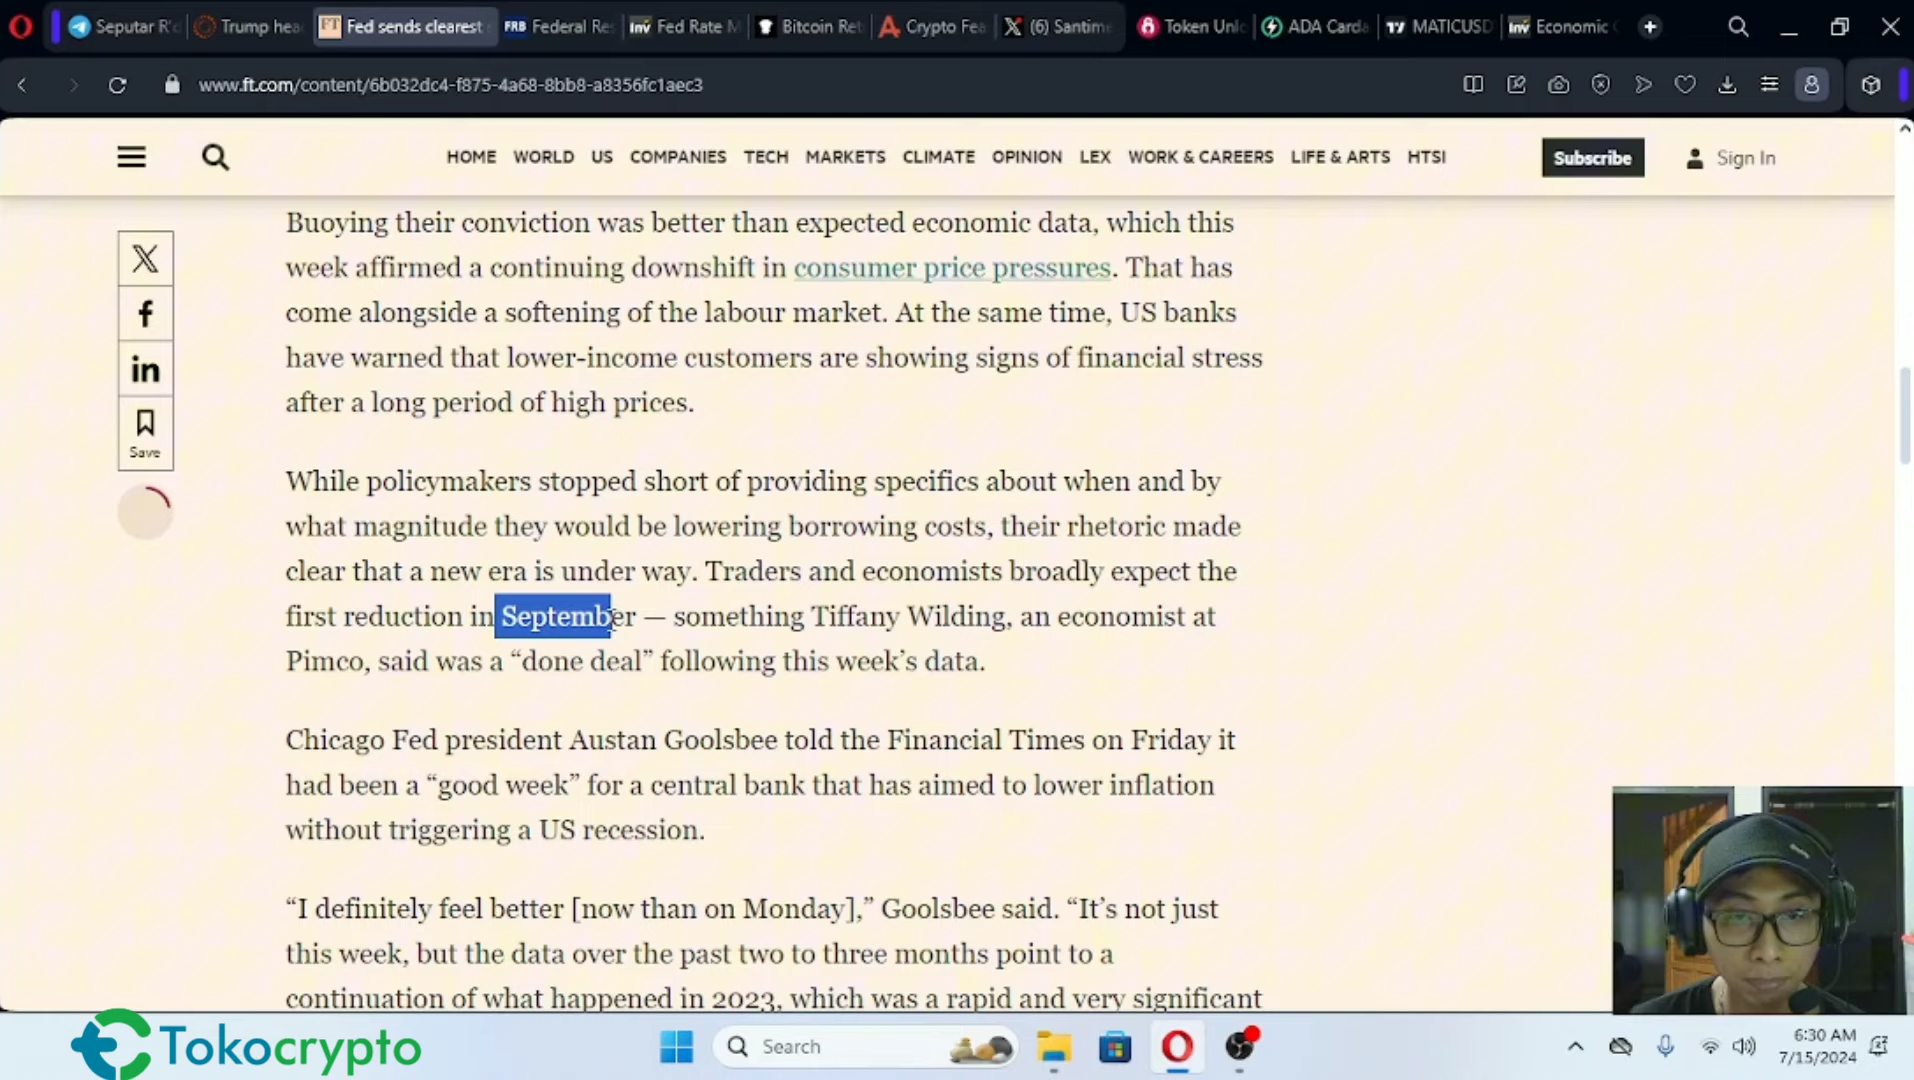 Seputar R'c
Trump hea
Fed sends clearest
Federal Res
Fed Rate M
Bitcoin Ret
Crypto Fea
(6) Santime
Token Unlo
ADA Carda
MATICUSD
Economic C
www.ft.com/content/6b032dc4-f875-4a68-8bb8-a8356fc1aec3
HOME WORLD US COMPANIES TECH MARKETS CLIMATE OPINION LEX WORK & CAREERS LIFE & ARTS HTSI
Subscribe
Sign In
Save
Buoying their conviction was better than expected economic data, which this
week affirmed a continuing downshift in consumer price pressures. That has
come alongside a softening of the labour market. At the same time, US banks
have warned that lower-income customers are showing signs of financial stress
after a long period of high prices.
While policymakers stopped short of providing specifics about when and by
what magnitude they would be lowering borrowing costs, their rhetoric made
clear that a new era is under way. Traders and economists broadly expect the
first reduction in September — something Tiffany Wilding, an economist at
Pimco, said was a “done deal” following this week’s data.
Chicago Fed president Austan Goolsbee told the Financial Times on Friday it
had been a “good week” for a central bank that has aimed to lower inflation
without triggering a US recession.
“I definitely feel better [now than on Monday],” Goolsbee said. “It’s not just
this week, but the data over the past two to three months point to a
continuation of what happened in 2023, which was a rapid and very significant
Tokocrypto
Search
6:30 AM
7/15/2024